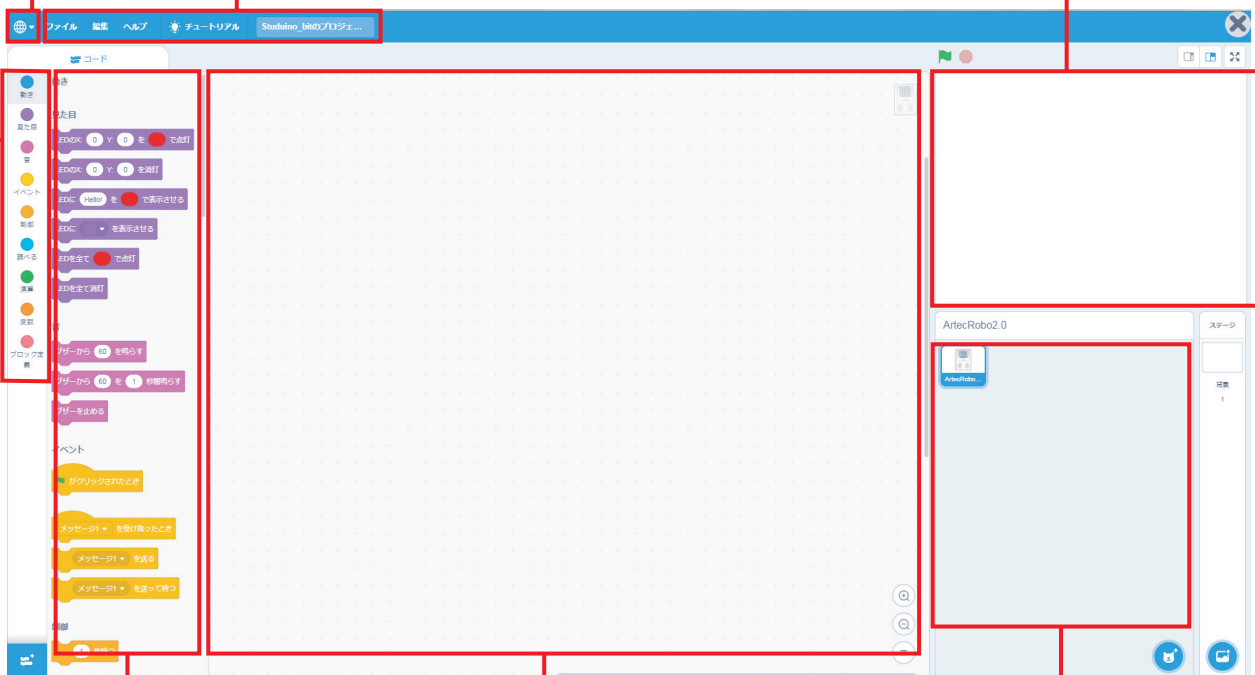 ファイル 編集 ヘルプ チュートリアル Studuino_bitのプロジェ...
コード
動き
見た目
音
イベント
制御
調べる
演算
変数
ブロック定
義
動き
見た目
LEDのX: 0 Y: 0 を で点灯
LEDのX: 0 Y: 0 を消灯
LEDに Hello! を で表示させる
LEDに を表示させる
LEDを全て で点灯
LEDを全て消灯
音
ブザーから 60 を鳴らす
ブザーから 60 を 1 秒間鳴らす
ブザーを止める
イベント
がクリックされたとき
メッセージ1 を受け取ったとき
メッセージ1 を送る
メッセージ1 を送って待つ
制御
1 秒待つ
ArtecRobo2.0
ArtecRobo...
ステージ
背景
1